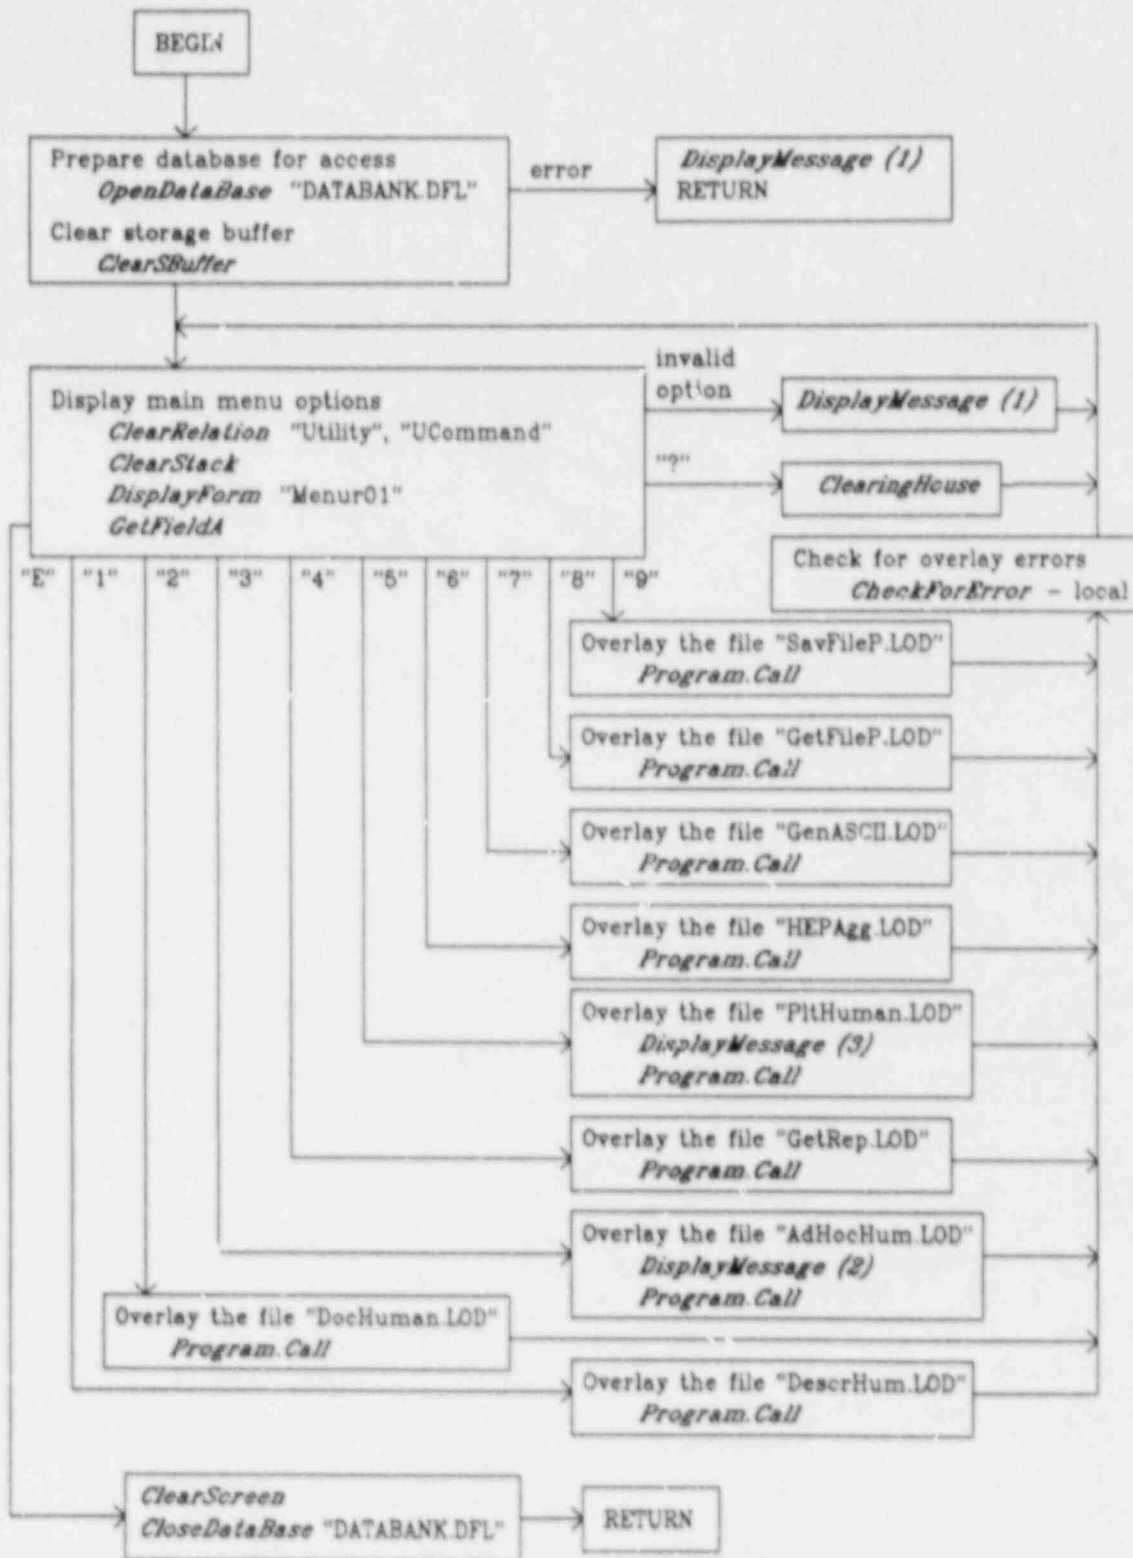 BEGIN
Prepare database for access
OpenDataBase "DATABANK.DFL"
Clear storage buffer
ClearSBuffer
error
DisplayMessage (1)
RETURN
Display main menu options
ClearRelation "Utility", "UCommand"
ClearStack
DisplayForm "Menur01"
GetFieldA
invalid
option
DisplayMessage (1)
"?"
ClearingHouse
Check for overlay errors
CheckForError - local
"E" "1" "2" "3" "4" "5" "6" "7" "8" "9"
Overlay the file "SavFileP.LOD"
Program.Call
Overlay the file "GetFileP.LOD"
Program.Call
Overlay the file "GenASCII.LOD"
Program.Call
Overlay the file "HEPAgg.LOD"
Program.Call
Overlay the file "PltHuman.LOD"
DisplayMessage (3)
Program.Call
Overlay the file "GetRep.LOD"
Program.Call
Overlay the file "AdHocHum.LOD"
DisplayMessage (2)
Program.Call
Overlay the file "DocHuman.LOD"
Program.Call
Overlay the file "DescrHum.LOD"
Program.Call
ClearScreen
CloseDataBase "DATABANK.DFL"
RETURN